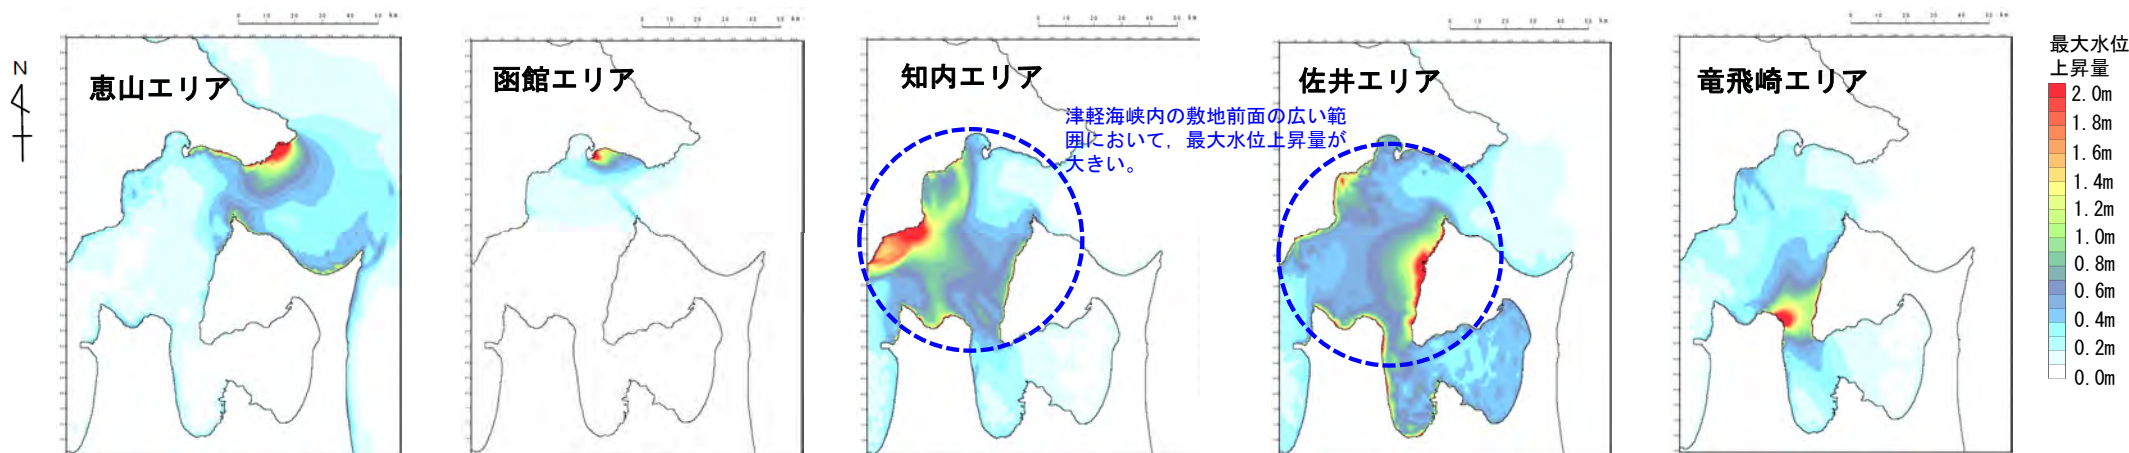 N
恵山エリア
函館エリア
知内エリア
佐井エリア
竜飛崎エリア
津軽海峡内の敷地前面の広い範
囲において，最大水位上昇量が
大きい。
最大水位
上昇量
2.0m
1.8m
1.6m
1.4m
1.2m
1.0m
0.8m
0.6m
0.4m
0.2m
0.0m